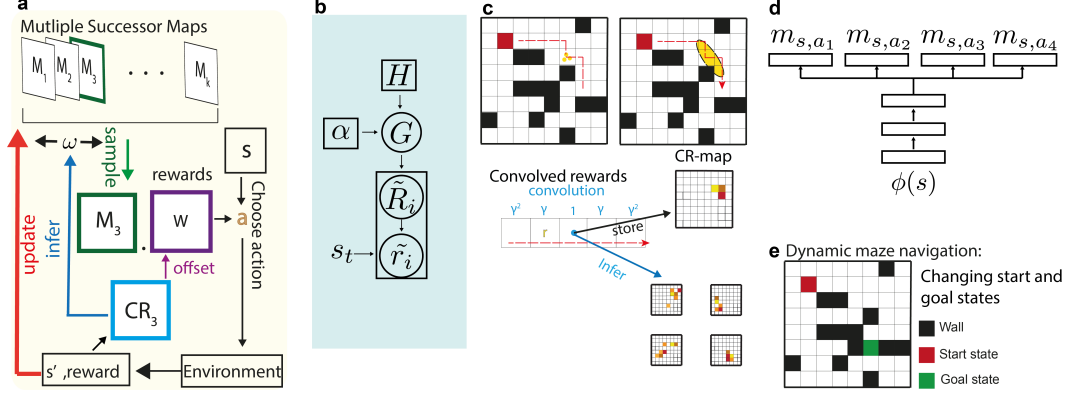 a
Mutliple Successor Maps
M1
M2
M3
. . .
Mk
ω
sample
S
rewards
M3
.
w
a
Choose action
update
infer
offset
CR3
s' ,reward
Environment
b
H
α
G
R̃i
st
r̃i
c
CR-map
Convolved rewards
convolution
γ² γ 1 γ γ²
r
store
Infer
d
ms,a1 ms,a2 ms,a3 ms,a4
ϕ(s)
e Dynamic maze navigation:
Changing start and
goal states
Wall
Start state
Goal state